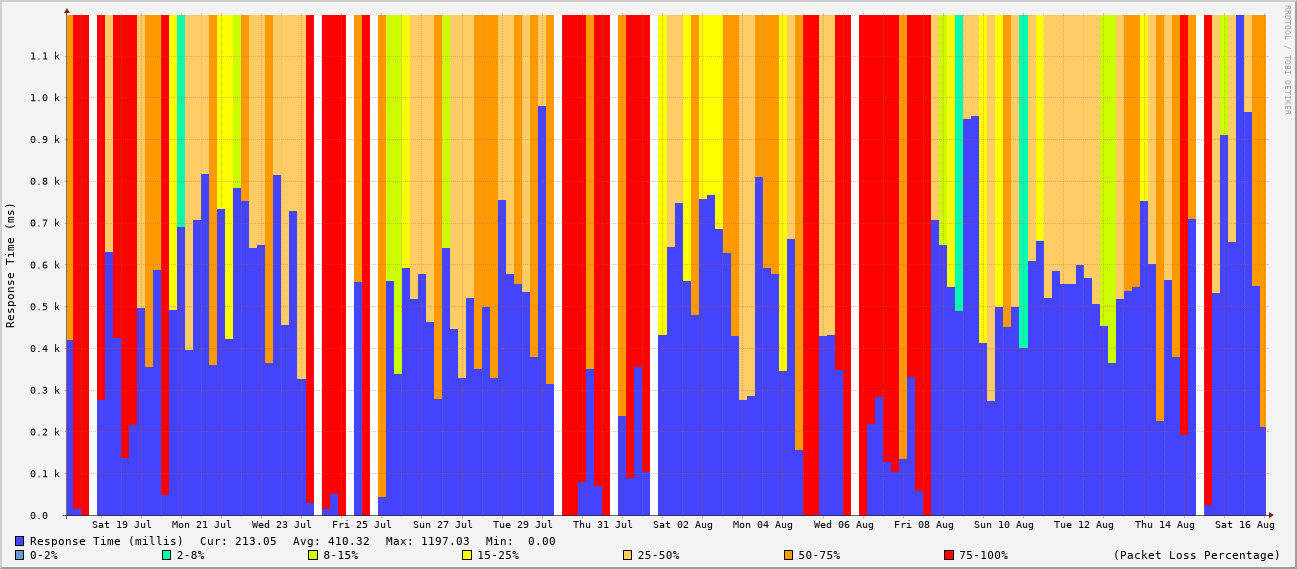 RRDTOOL / TOBI OETIKER
Response Time (ms)
1.1 k
1.0 k
0.9 k
0.8 k
0.7 k
0.6 k
0.5 k
0.4 k
0.3 k
0.2 k
0.1 k
0.0
Sat 19 Jul Mon 21 Jul Wed 23 Jul Fri 25 Jul Sun 27 Jul Tue 29 Jul Thu 31 Jul Sat 02 Aug Mon 04 Aug Wed 06 Aug Fri 08 Aug Sun 10 Aug Tue 12 Aug Thu 14 Aug Sat 16 Aug
Response Time (millis) Cur: 213.05 Avg: 410.32 Max: 1197.03 Min: 0.00
0-2% 2-8% 8-15% 15-25% 25-50% 50-75% 75-100% (Packet Loss Percentage)